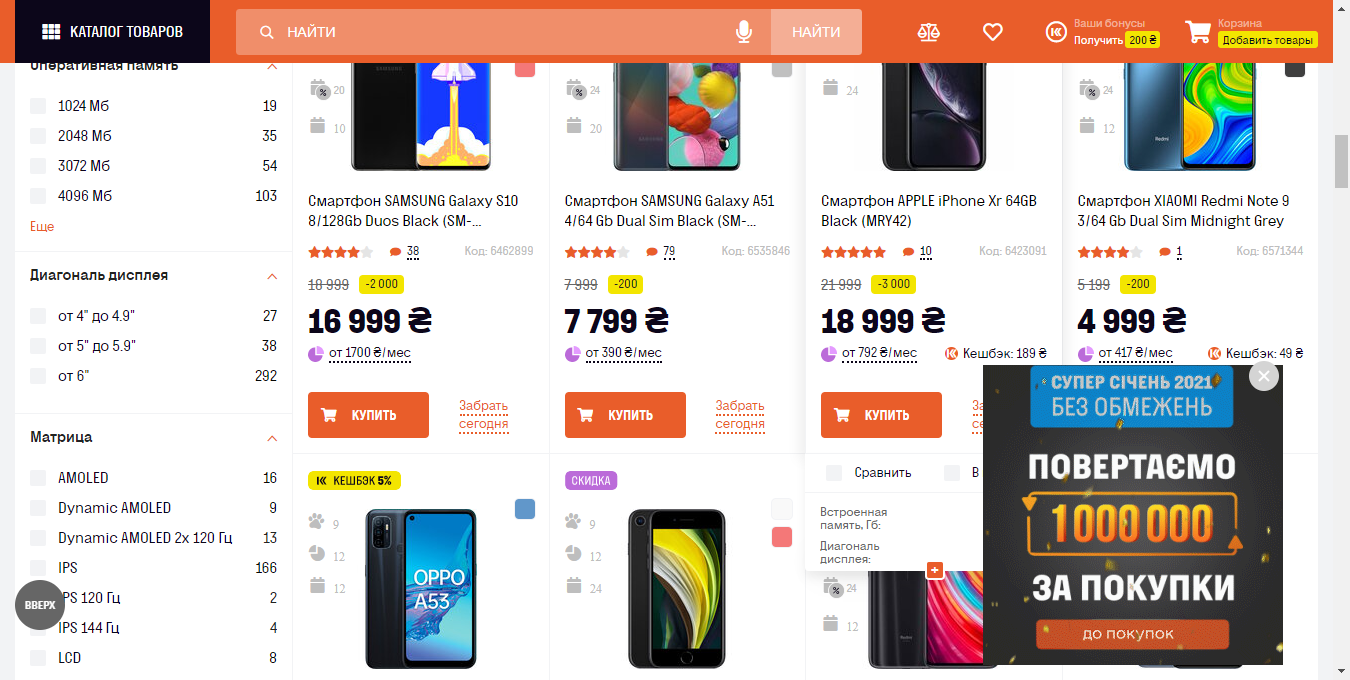 КАТАЛОГ ТОВАРОВ
НАЙТИ
НАЙТИ
Ваши бонусы
Получить 200 ₴
Корзина
Добавить товары
Оперативная память
1024 Мб 19
2048 Мб 35
3072 Мб 54
4096 Мб 103
Еще
Диагональ дисплея
от 4" до 4.9" 27
от 5" до 5.9" 38
от 6" 292
Матрица
AMOLED 16
Dynamic AMOLED 9
Dynamic AMOLED 2x 120 Гц 13
IPS 166
IPS 120 Гц 2
IPS 144 Гц 4
LCD 8
ВВЕРХ
% 20
10
SAMSUNG
Смартфон SAMSUNG Galaxy S10
8/128Gb Duos Black (SM-...
38 Код: 6462899
18 999 -2 000
16 999 ₴
от 1700 ₴/мес
КУПИТЬ
Забрать
сегодня
% 24
20
SAMSUNG
Смартфон SAMSUNG Galaxy A51
4/64 Gb Dual Sim Black (SM-...
79 Код: 6535846
7 999 -200
7 799 ₴
от 390 ₴/мес
КУПИТЬ
Забрать
сегодня
24
Смартфон APPLE iPhone Xr 64GB
Black (MRY42)
10 Код: 6423091
21 999 -3 000
18 999 ₴
от 792 ₴/мес Кешбэк: 189 ₴
КУПИТЬ
Сравнить
В
Встроенная
память, Гб:
Диагональ
дисплея:
+
% 24
12
Redmi
Смартфон XIAOMI Redmi Note 9
3/64 Gb Dual Sim Midnight Grey
1 Код: 6571344
5 199 -200
4 999 ₴
от 417 ₴/мес Кешбэк: 49 ₴
КЕШБЭК 5%
9
12
12
OPPO
A53
СКИДКА
9
12
24
% 24
12
Redmi
СУПЕР СІЧЕНЬ 2021
БЕЗ ОБМЕЖЕНЬ
ПОВЕРТАЄМО
1 000 000
ЗА ПОКУПКИ
ДО ПОКУПОК